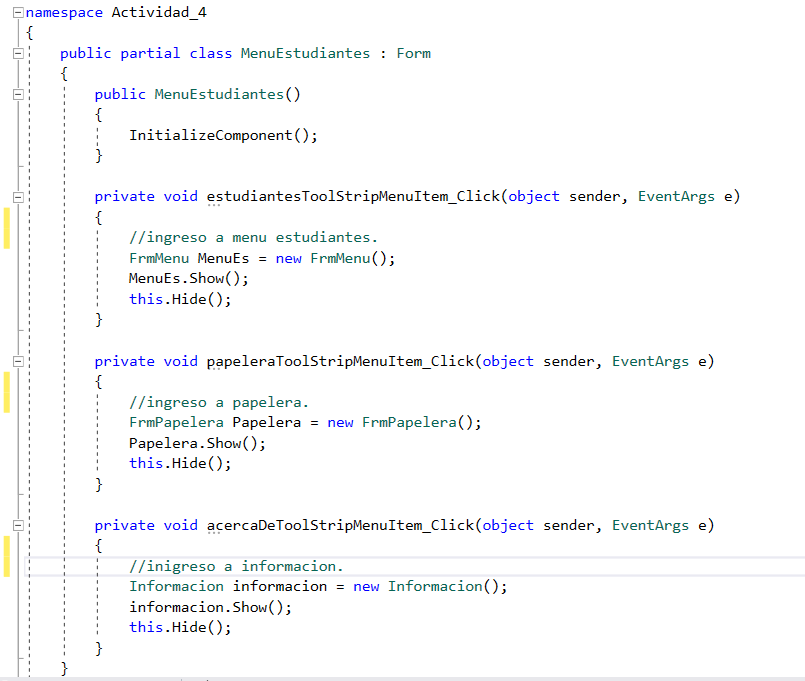 namespace Actividad_4
{
public partial class MenuEstudiantes : Form
{
public MenuEstudiantes()
{
InitializeComponent();
}
private void estudiantesToolStripMenuItem_Click(object sender, EventArgs e)
{
//ingreso a menu estudiantes.
FrmMenu MenuEs = new FrmMenu();
MenuEs.Show();
this.Hide();
}
private void papeleraToolStripMenuItem_Click(object sender, EventArgs e)
{
//ingreso a papelera.
FrmPapelera Papelera = new FrmPapelera();
Papelera.Show();
this.Hide();
}
private void acercaDeToolStripMenuItem_Click(object sender, EventArgs e)
{
//inigreso a informacion.
Informacion informacion = new Informacion();
informacion.Show();
this.Hide();
}
}